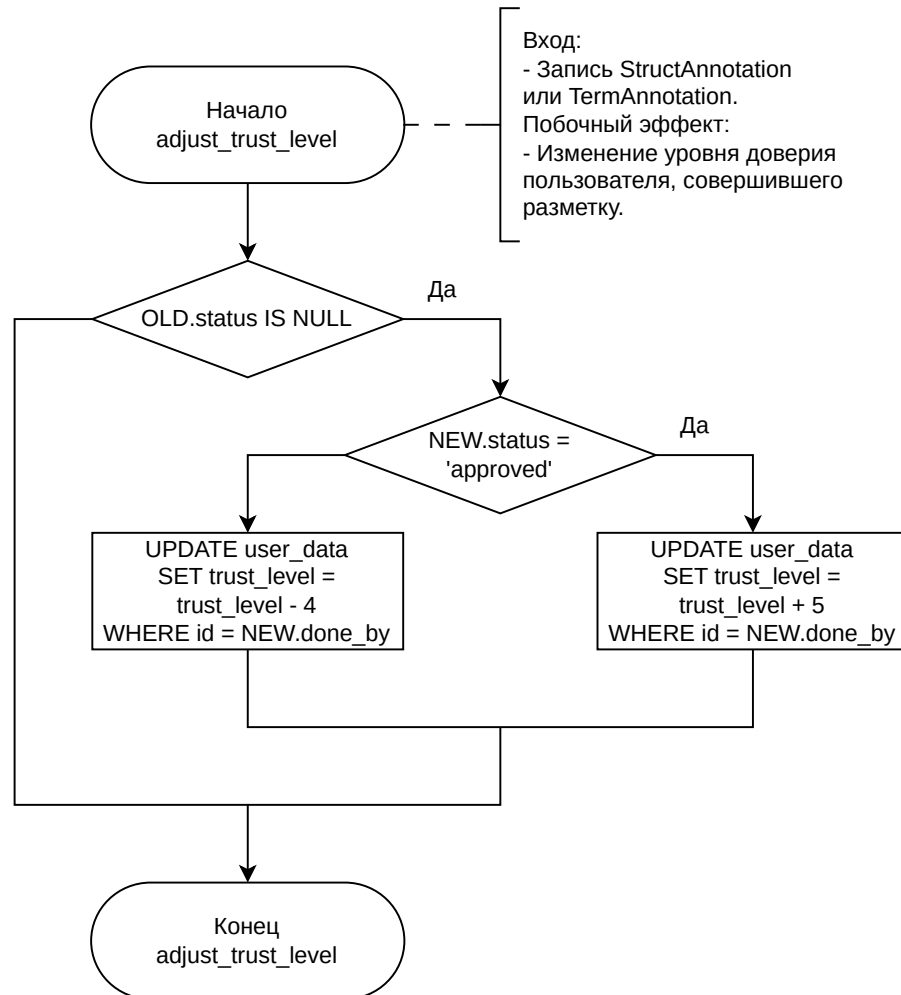 Начало
adjust_trust_level
Вход:
- Запись StructAnnotation
или TermAnnotation.
Побочный эффект:
- Изменение уровня доверия
пользователя, совершившего
разметку.
OLD.status IS NULL
Да
NEW.status =
'approved'
Да
UPDATE user_data
SET trust_level =
trust_level - 4
WHERE id = NEW.done_by
UPDATE user_data
SET trust_level =
trust_level + 5
WHERE id = NEW.done_by
Конец
adjust_trust_level